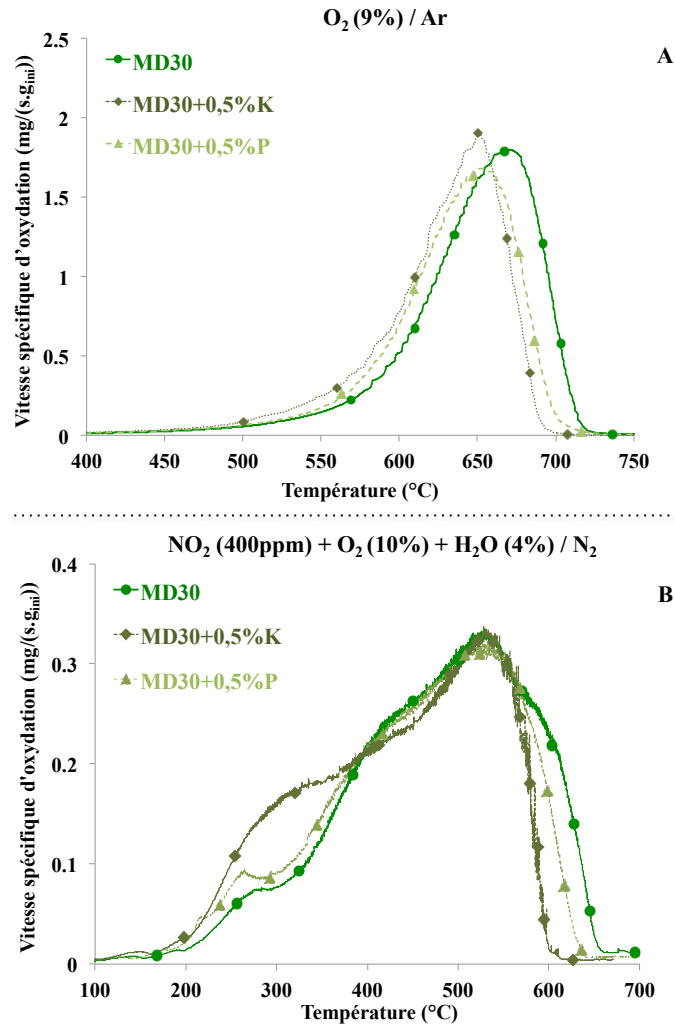 O2 (9%) / Ar
A
Vitesse spécifique d'oxydation (mg/(s.gini))
2.5
2
1.5
1
0.5
0
MD30
MD30+0,5%K
MD30+0,5%P
400 450 500 550 600 650 700 750
Température (°C)
NO2 (400ppm) + O2 (10%) + H2O (4%) / N2
B
Vitesse spécifique d'oxydation (mg/(s.gini))
0.4
0.3
0.2
0.1
0
MD30
MD30+0,5%K
MD30+0,5%P
100 200 300 400 500 600 700
Température (°C)